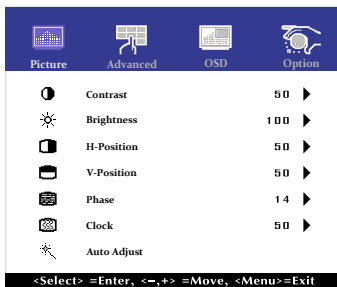 Picture Advanced OSD Option
Contrast 50
Brightness 100
H-Position 50
V-Position 50
Phase 14
Clock 50
Auto Adjust
<Select> =Enter, <−,+> =Move, <Menu>=Exit